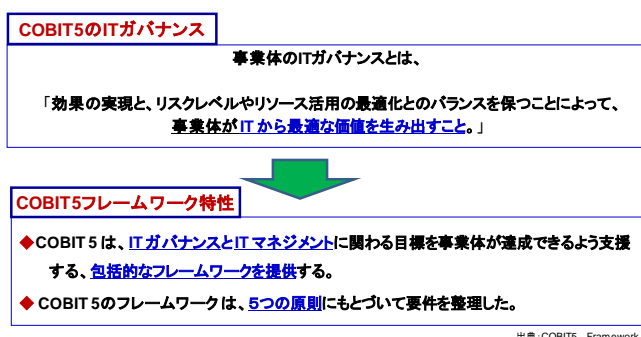 COBIT5のITガバナンス
事業体のITガバナンスとは、
「効果の実現と、リスクレベルやリソース活用の最適化とのバランスを保つことによって、
事業体が IT から最適な価値を生み出すこと。」
COBIT5フレームワーク特性
◆COBIT 5 は、IT ガバナンスとIT マネジメントに関わる目標を事業体が達成できるよう支援
する、包括的なフレームワークを提供する。
◆ COBIT 5のフレームワークは、5つの原則にもとづいて要件を整理した。
出典：COBIT5 Framework